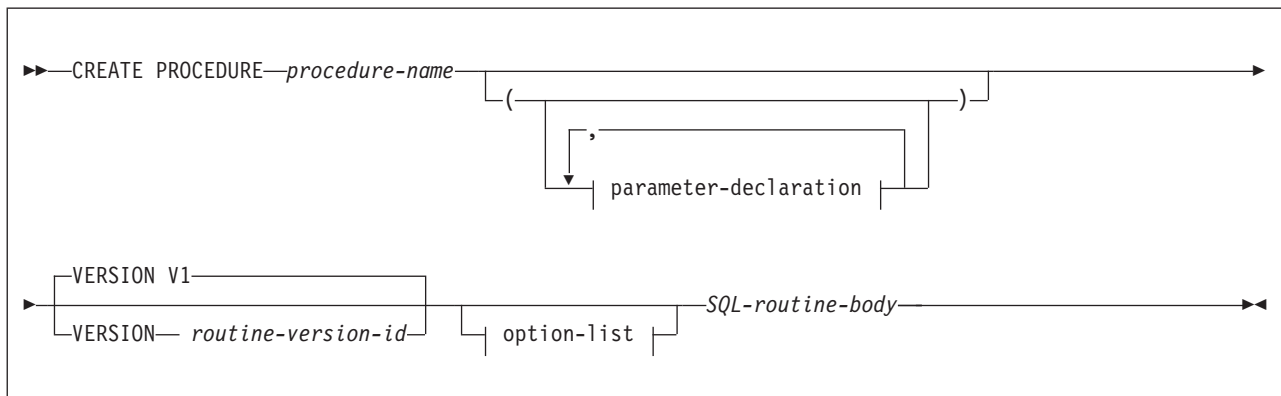 CREATE PROCEDURE procedure-name
( )
,
parameter-declaration
VERSION V1
VERSION routine-version-id
option-list
SQL-routine-body